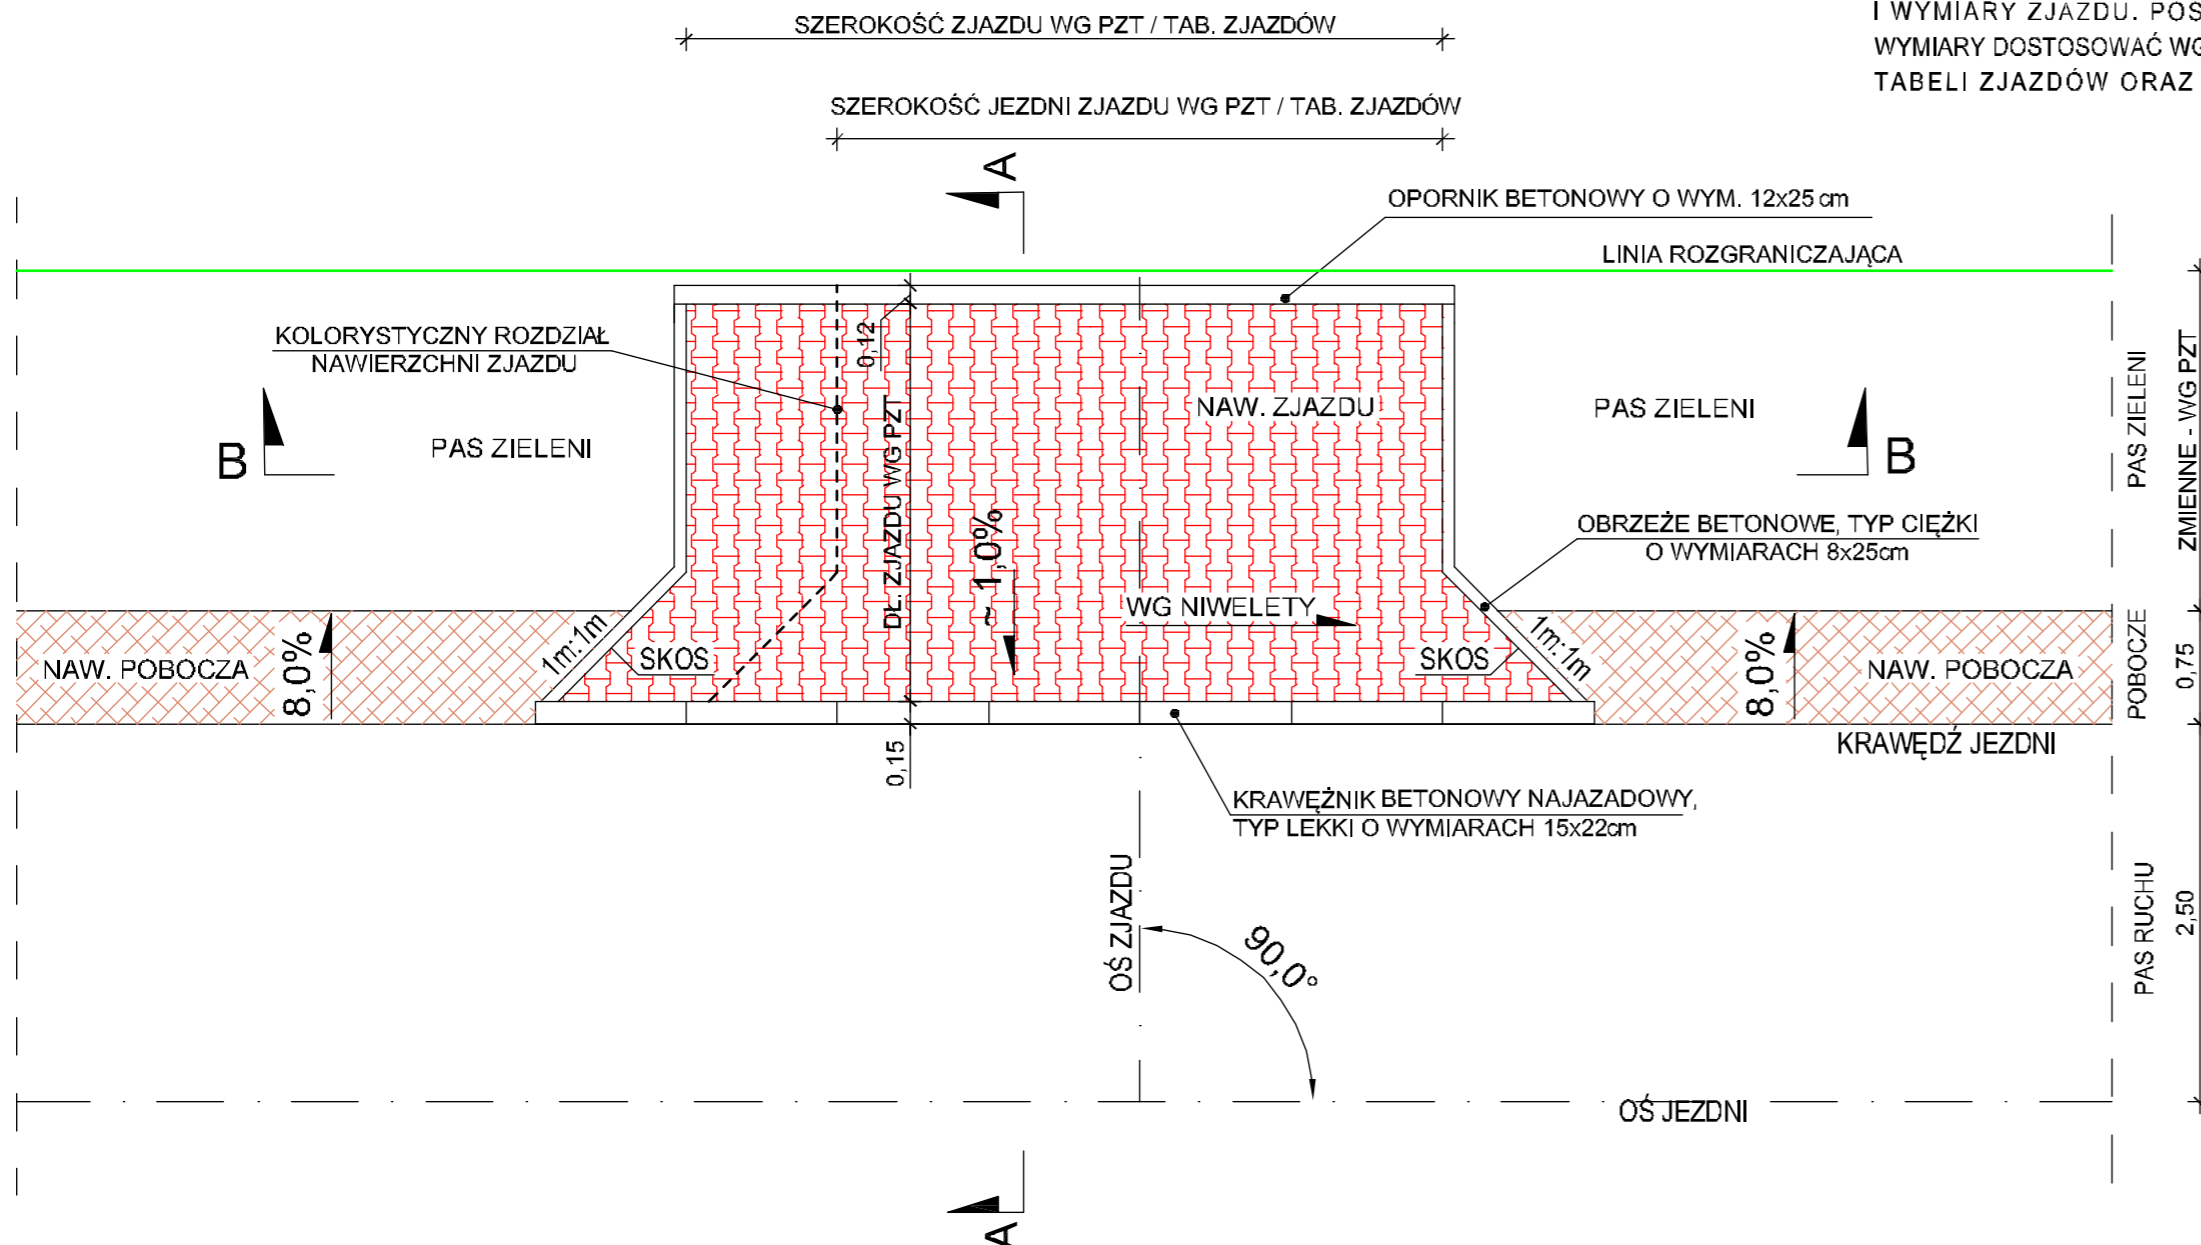 SZEROKOŚĆ ZJAZDU WG PZT / TAB. ZJAZDÓW
I WYMIARY ZJAZDU. POS
WYMIARY DOSTOSOWAĆ WG
TABELI ZJAZDÓW ORAZ
SZEROKOŚĆ JEZDNI ZJAZDU WG PZT / TAB. ZJAZDÓW
A
OPORNIK BETONOWY O WYM. 12x25 cm
LINIA ROZGRANICZAJĄCA
KOLORYSTYCZNY ROZDZIAŁ
NAWIERZCHNI ZJAZDU
0,12
NAW. ZJAZDU
PAS ZIELENI
PAS ZIELENI
B
B
DŁ. ZJAZDU WG PZT
~ 1,0%
PAS ZIELENI
ZMIENNE - WG PZT
OBRZEŻE BETONOWE, TYP CIĘŻKI
O WYMIARACH 8x25cm
WG NIWELETY
1m:1m
1m:1m
SKOS
SKOS
NAW. POBOCZA
8,0%
8,0%
NAW. POBOCZA
POBOCZE
0,75
KRAWĘDŹ JEZDNI
0,15
KRAWĘŻNIK BETONOWY NAJAZADOWY,
TYP LEKKI O WYMIARACH 15x22cm
OŚ ZJAZDU
90,0°
PAS RUCHU
2,50
OŚ JEZDNI
A